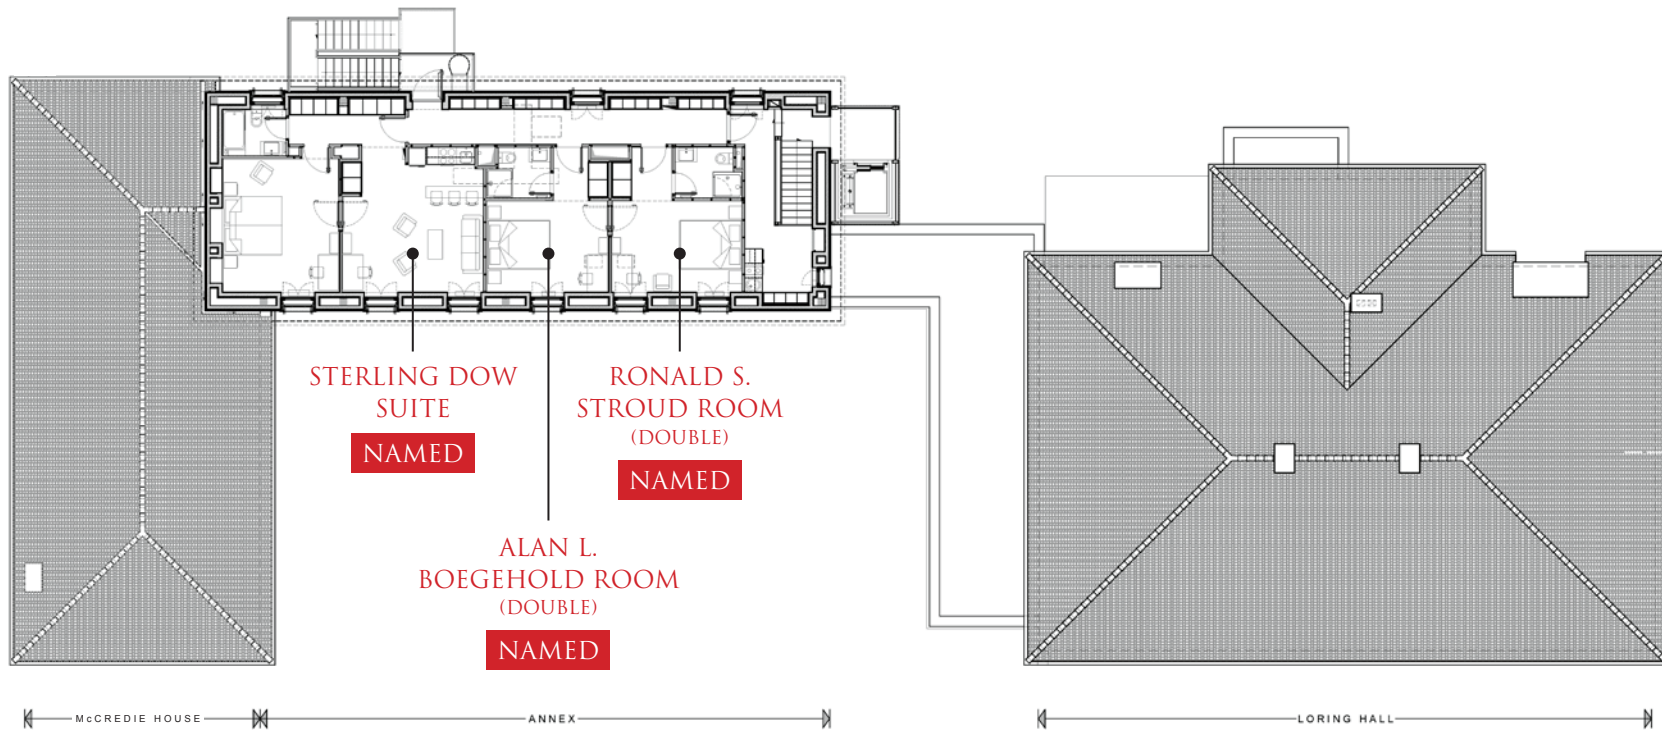 STERLING DOW
SUITE
NAMED
RONALD S.
STROUD ROOM
(DOUBLE)
NAMED
ALAN L.
BOEGEHOLD ROOM
(DOUBLE)
NAMED
McCREDIE HOUSE
ANNEX
LORING HALL